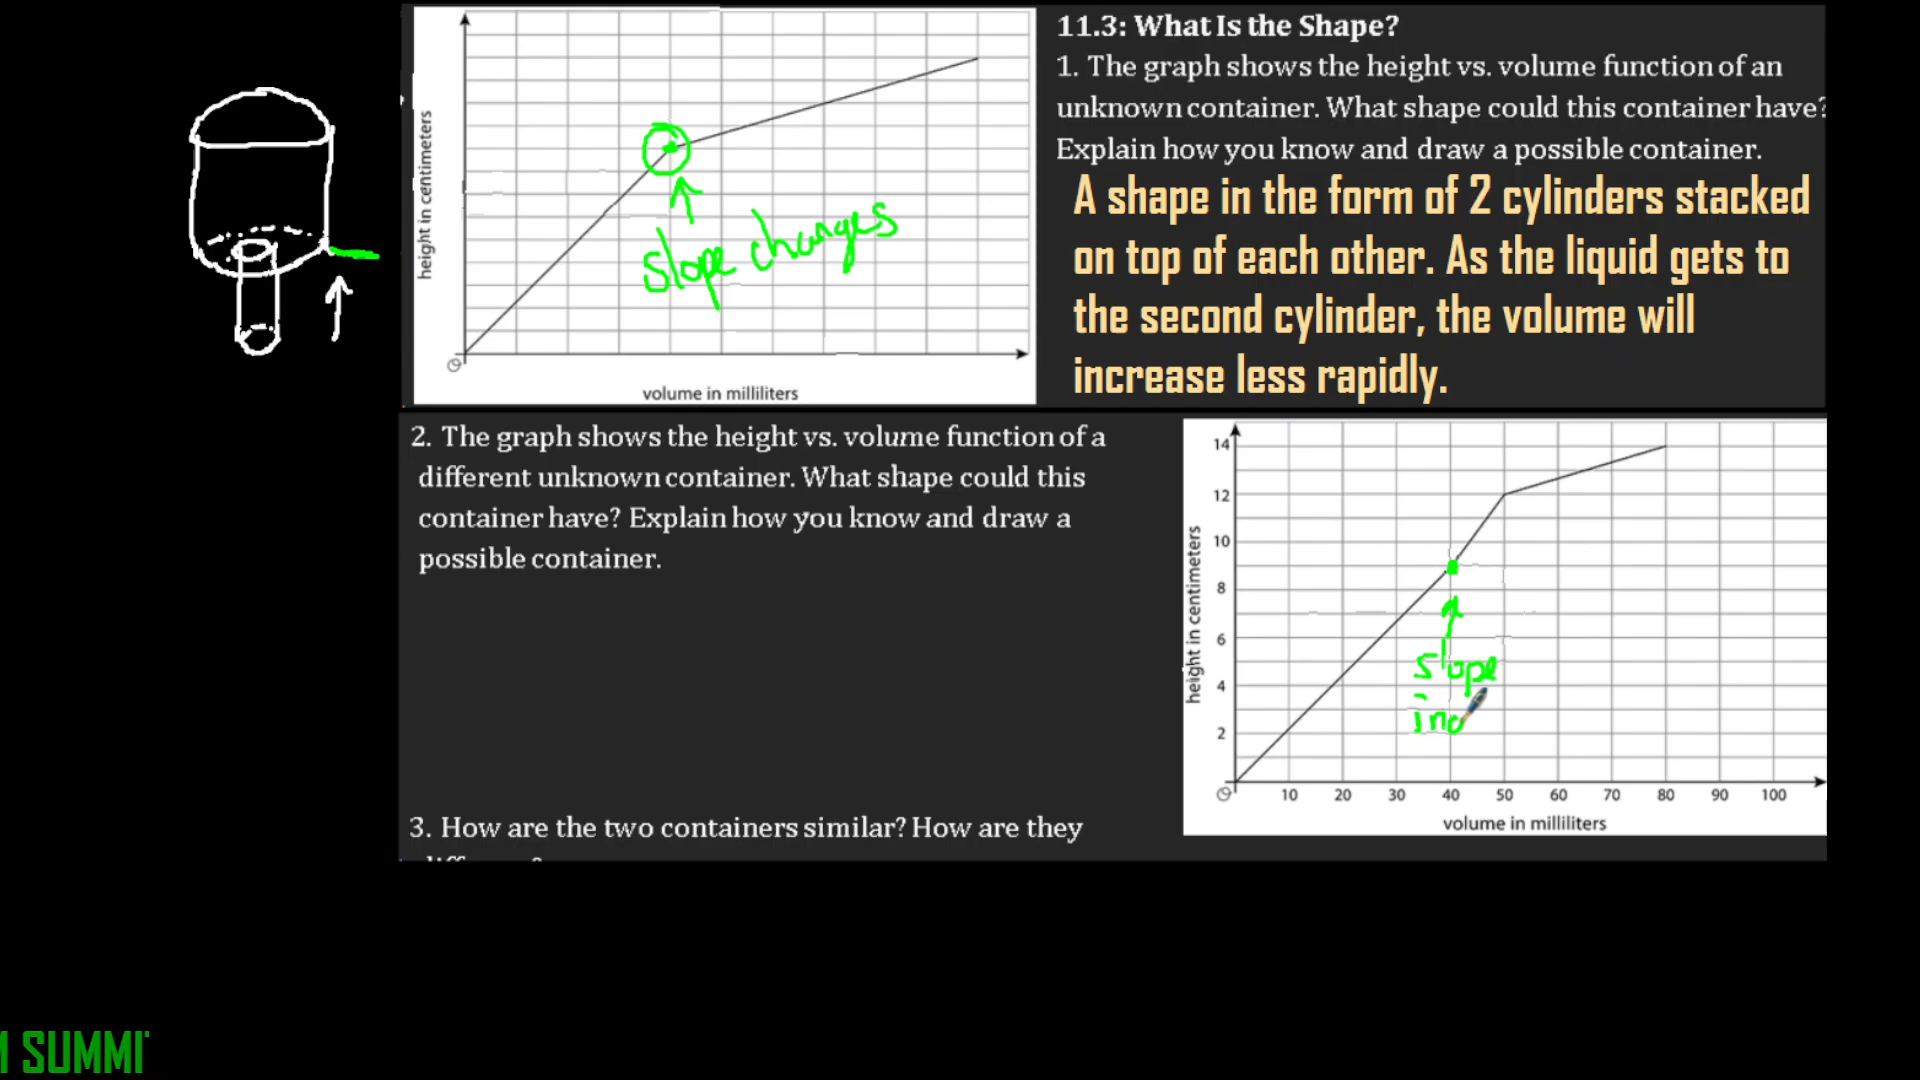 11.3: What Is the Shape?
1. The graph shows the height vs. volume function of an
unknown container. What shape could this container have?
Explain how you know and draw a possible container.
A shape in the form of 2 cylinders stacked
on top of each other. As the liquid gets to
the second cylinder, the volume will
increase less rapidly.
height in centimeters
slope changes
volume in milliliters
2. The graph shows the height vs. volume function of a
different unknown container. What shape could this
container have? Explain how you know and draw a
possible container.
14
12
10
8
6
4
2
height in centimeters
slope
inc
10 20 30 40 50 60 70 80 90 100
volume in milliliters
3. How are the two containers similar? How are they
SUMMI